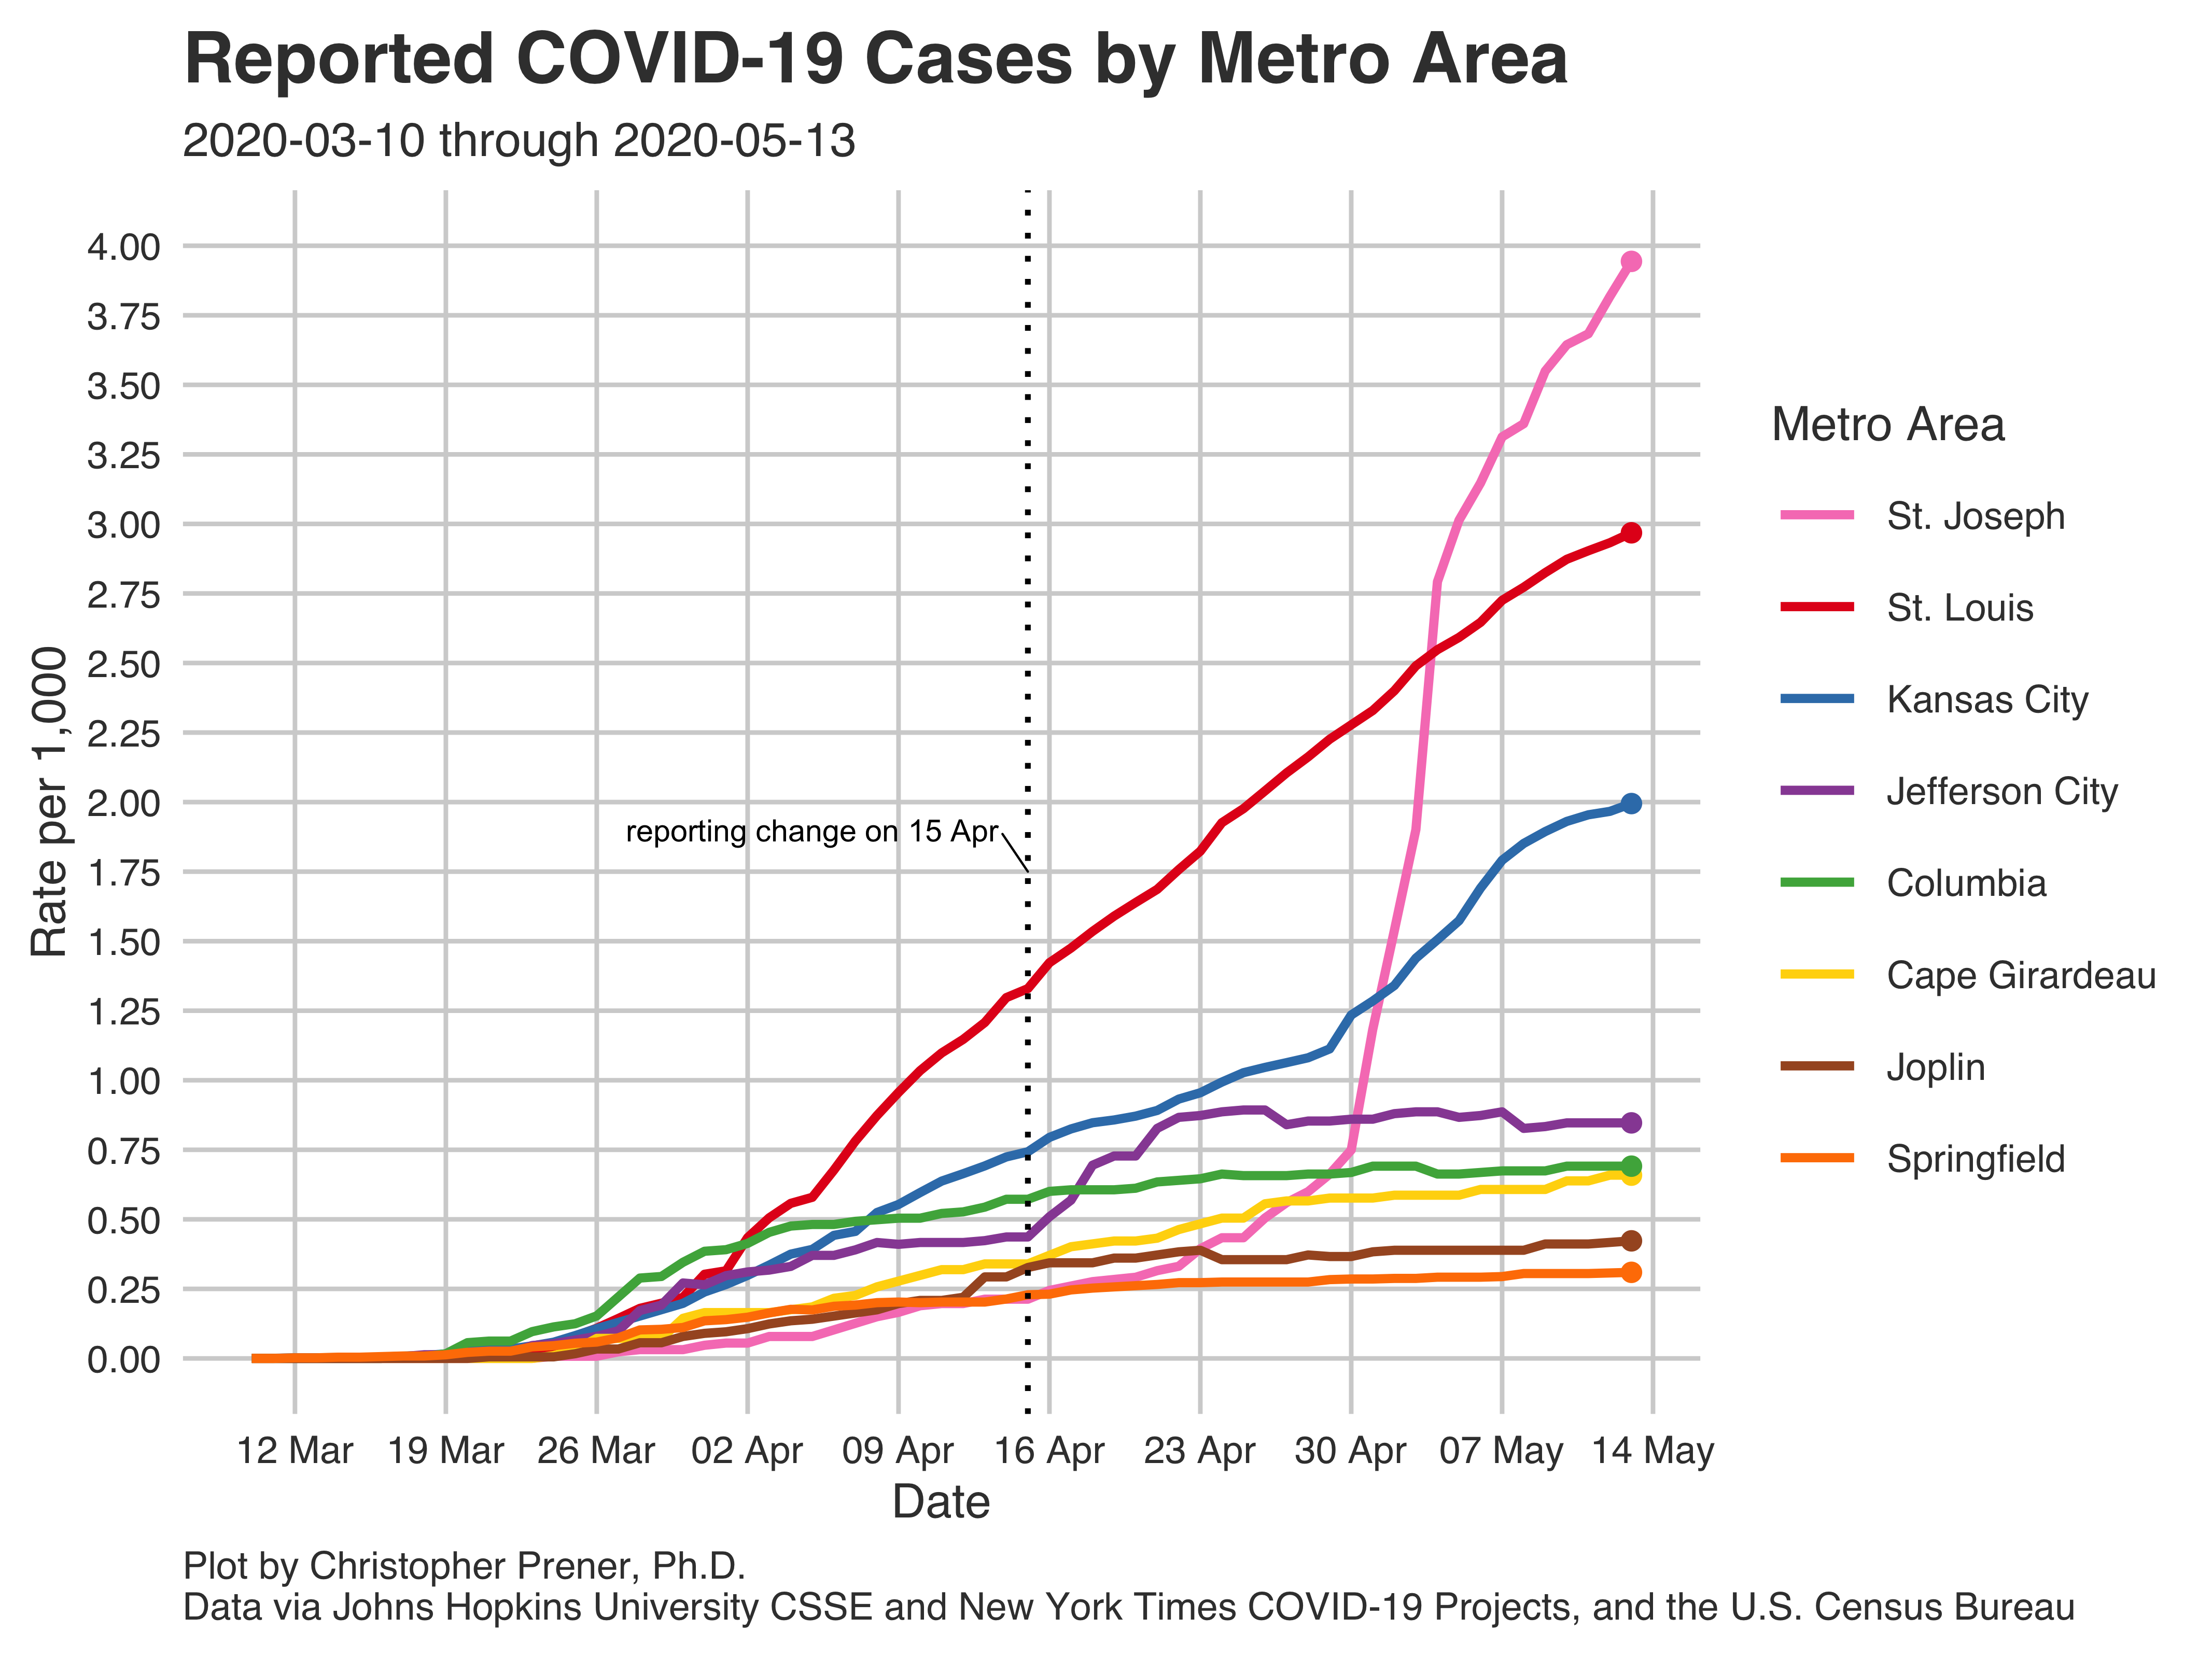 Reported COVID-19 Cases by Metro Area
2020-03-10 through 2020-05-13
Rate per 1,000
4.00
3.75
3.50
3.25
3.00
2.75
2.50
2.25
2.00
1.75
1.50
1.25
1.00
0.75
0.50
0.25
0.00
reporting change on 15 Apr
12 Mar 19 Mar 26 Mar 02 Apr 09 Apr 16 Apr 23 Apr 30 Apr 07 May 14 May
Date
Metro Area
St. Joseph
St. Louis
Kansas City
Jefferson City
Columbia
Cape Girardeau
Joplin
Springfield
Plot by Christopher Prener, Ph.D.
Data via Johns Hopkins University CSSE and New York Times COVID-19 Projects, and the U.S. Census Bureau